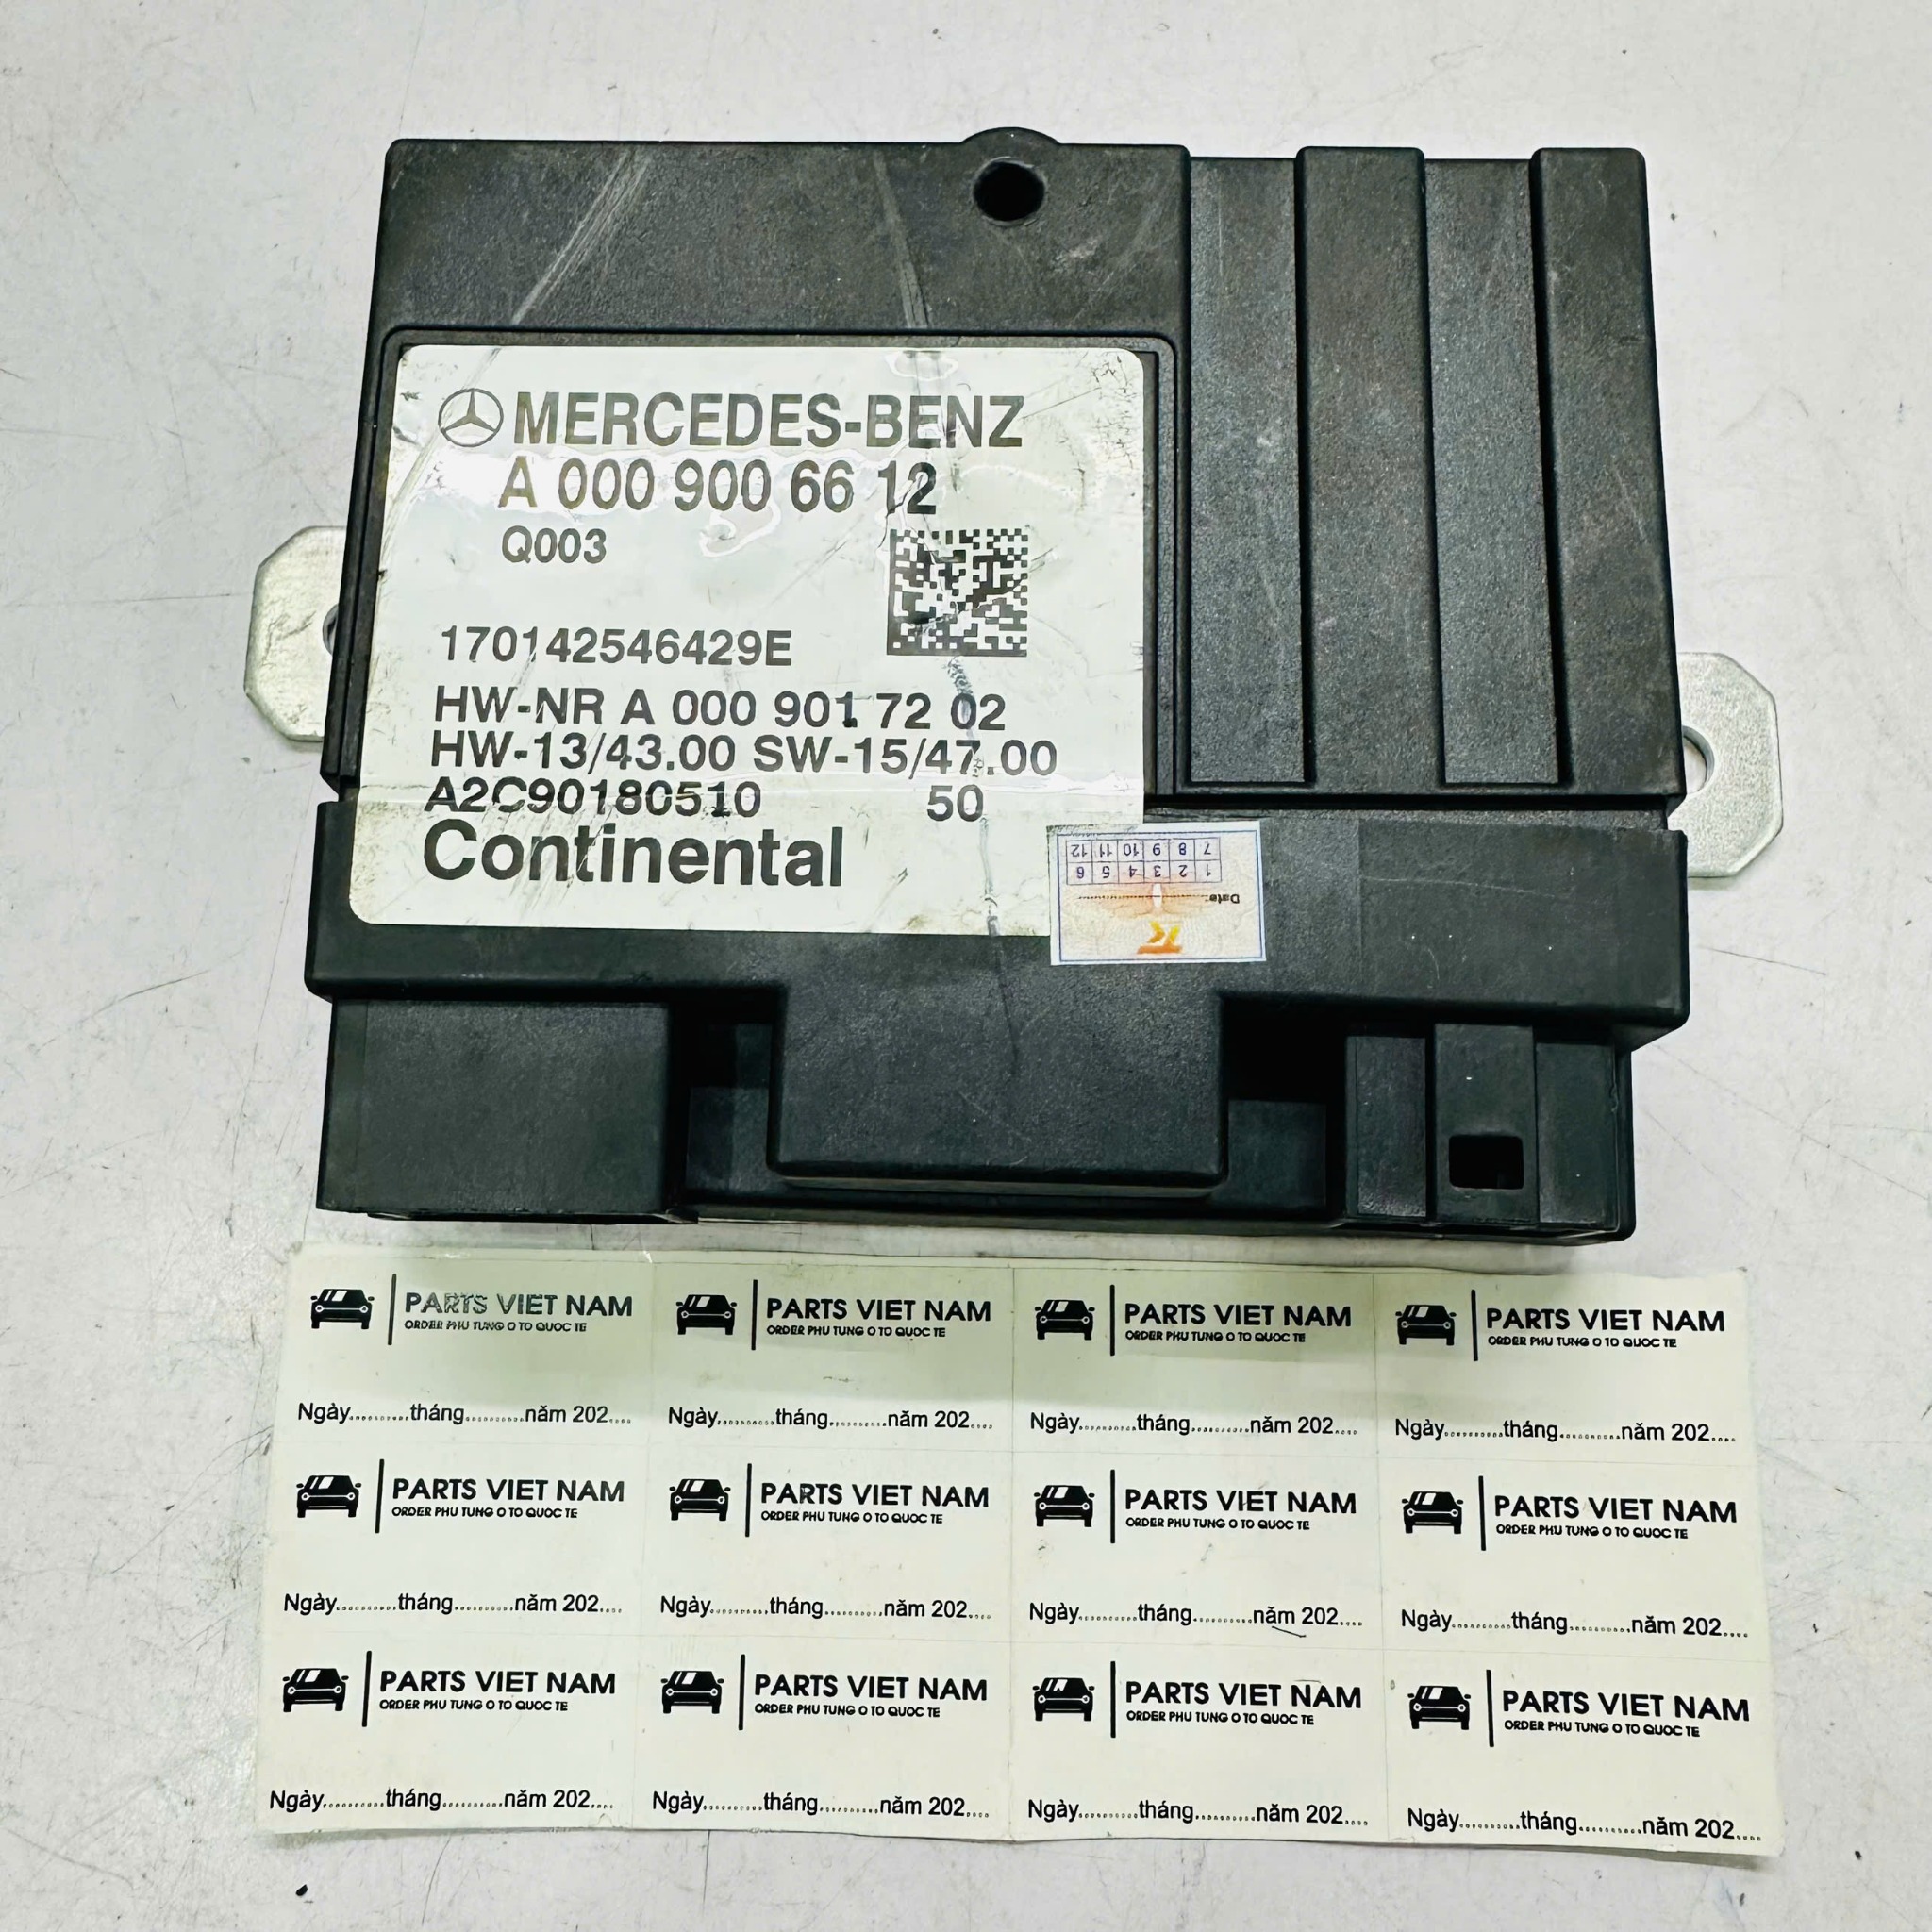 MERCEDES-BENZ
A 000 900 66 12
Q003
170142546429E
HW-NR A 000 901 72 02
HW-13/43.00 SW-15/47.00
A2C90180510 50
Continental
Date:
1 2 3 4 5 6
7 8 9 10 11 12
PARTS VIET NAM PARTS VIET NAM PARTS VIET NAM PARTS VIET NAM
ORDER PHU TUNG O TO QUOC TE ORDER PHU TUNG O TO QUOC TE ORDER PHU TUNG O TO QUOC TE ORDER PHU TUNG O TO QUOC TE
Ngày..........tháng..........năm 202.... Ngày..........tháng..........năm 202.... Ngày..........tháng..........năm 202.... Ngày..........tháng..........năm 202....
PARTS VIET NAM PARTS VIET NAM PARTS VIET NAM PARTS VIET NAM
ORDER PHU TUNG O TO QUOC TE ORDER PHU TUNG O TO QUOC TE ORDER PHU TUNG O TO QUOC TE ORDER PHU TUNG O TO QUOC TE
Ngày..........tháng..........năm 202.... Ngày..........tháng..........năm 202.... Ngày..........tháng..........năm 202.... Ngày..........tháng..........năm 202....
PARTS VIET NAM PARTS VIET NAM PARTS VIET NAM PARTS VIET NAM
ORDER PHU TUNG O TO QUOC TE ORDER PHU TUNG O TO QUOC TE ORDER PHU TUNG O TO QUOC TE ORDER PHU TUNG O TO QUOC TE
Ngày..........tháng..........năm 202.... Ngày..........tháng..........năm 202.... Ngày..........tháng..........năm 202.... Ngày..........tháng..........năm 202....